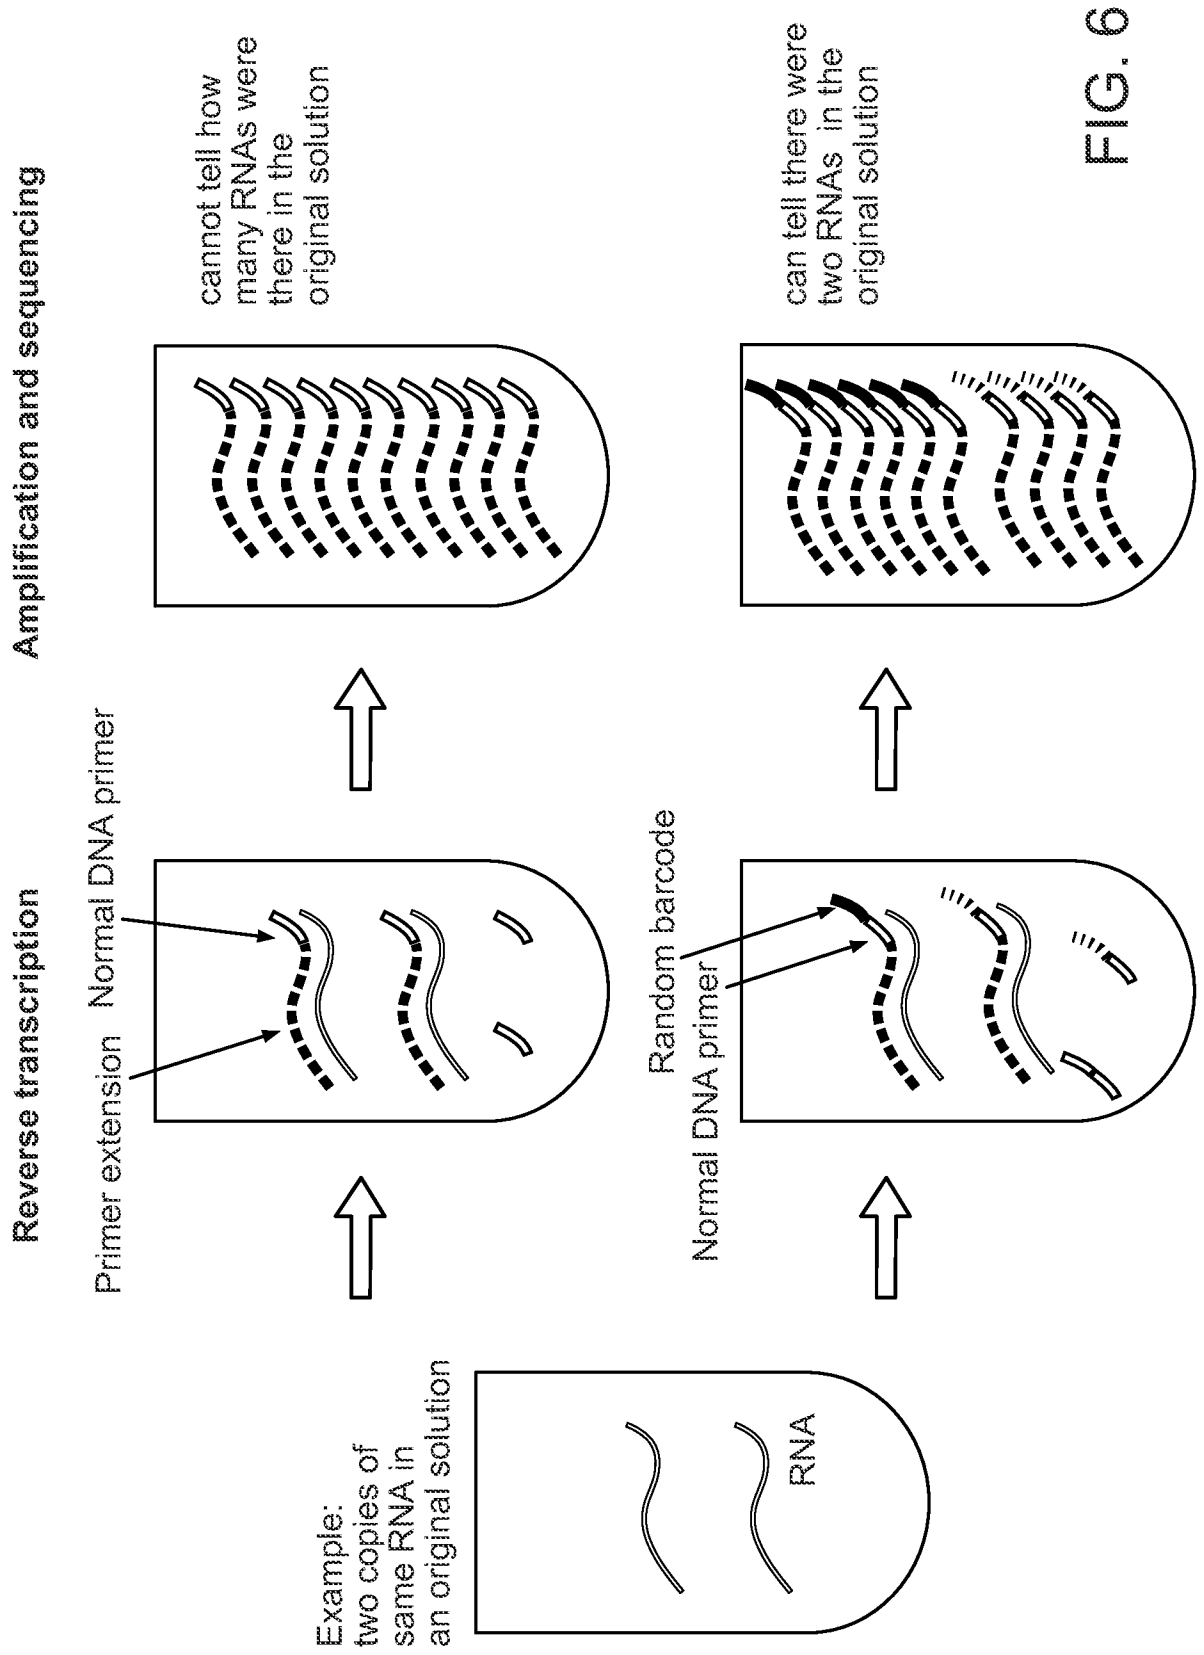 Reverse transcription
Amplification and sequencing
Primer extension
Normal DNA primer
cannot tell how
many RNAs were
there in the
original solution
Example:
two copies of
same RNA in
an original solution
RNA
Random barcode
Normal DNA primer
can tell there were
two RNAs in the
original solution
FIG. 6